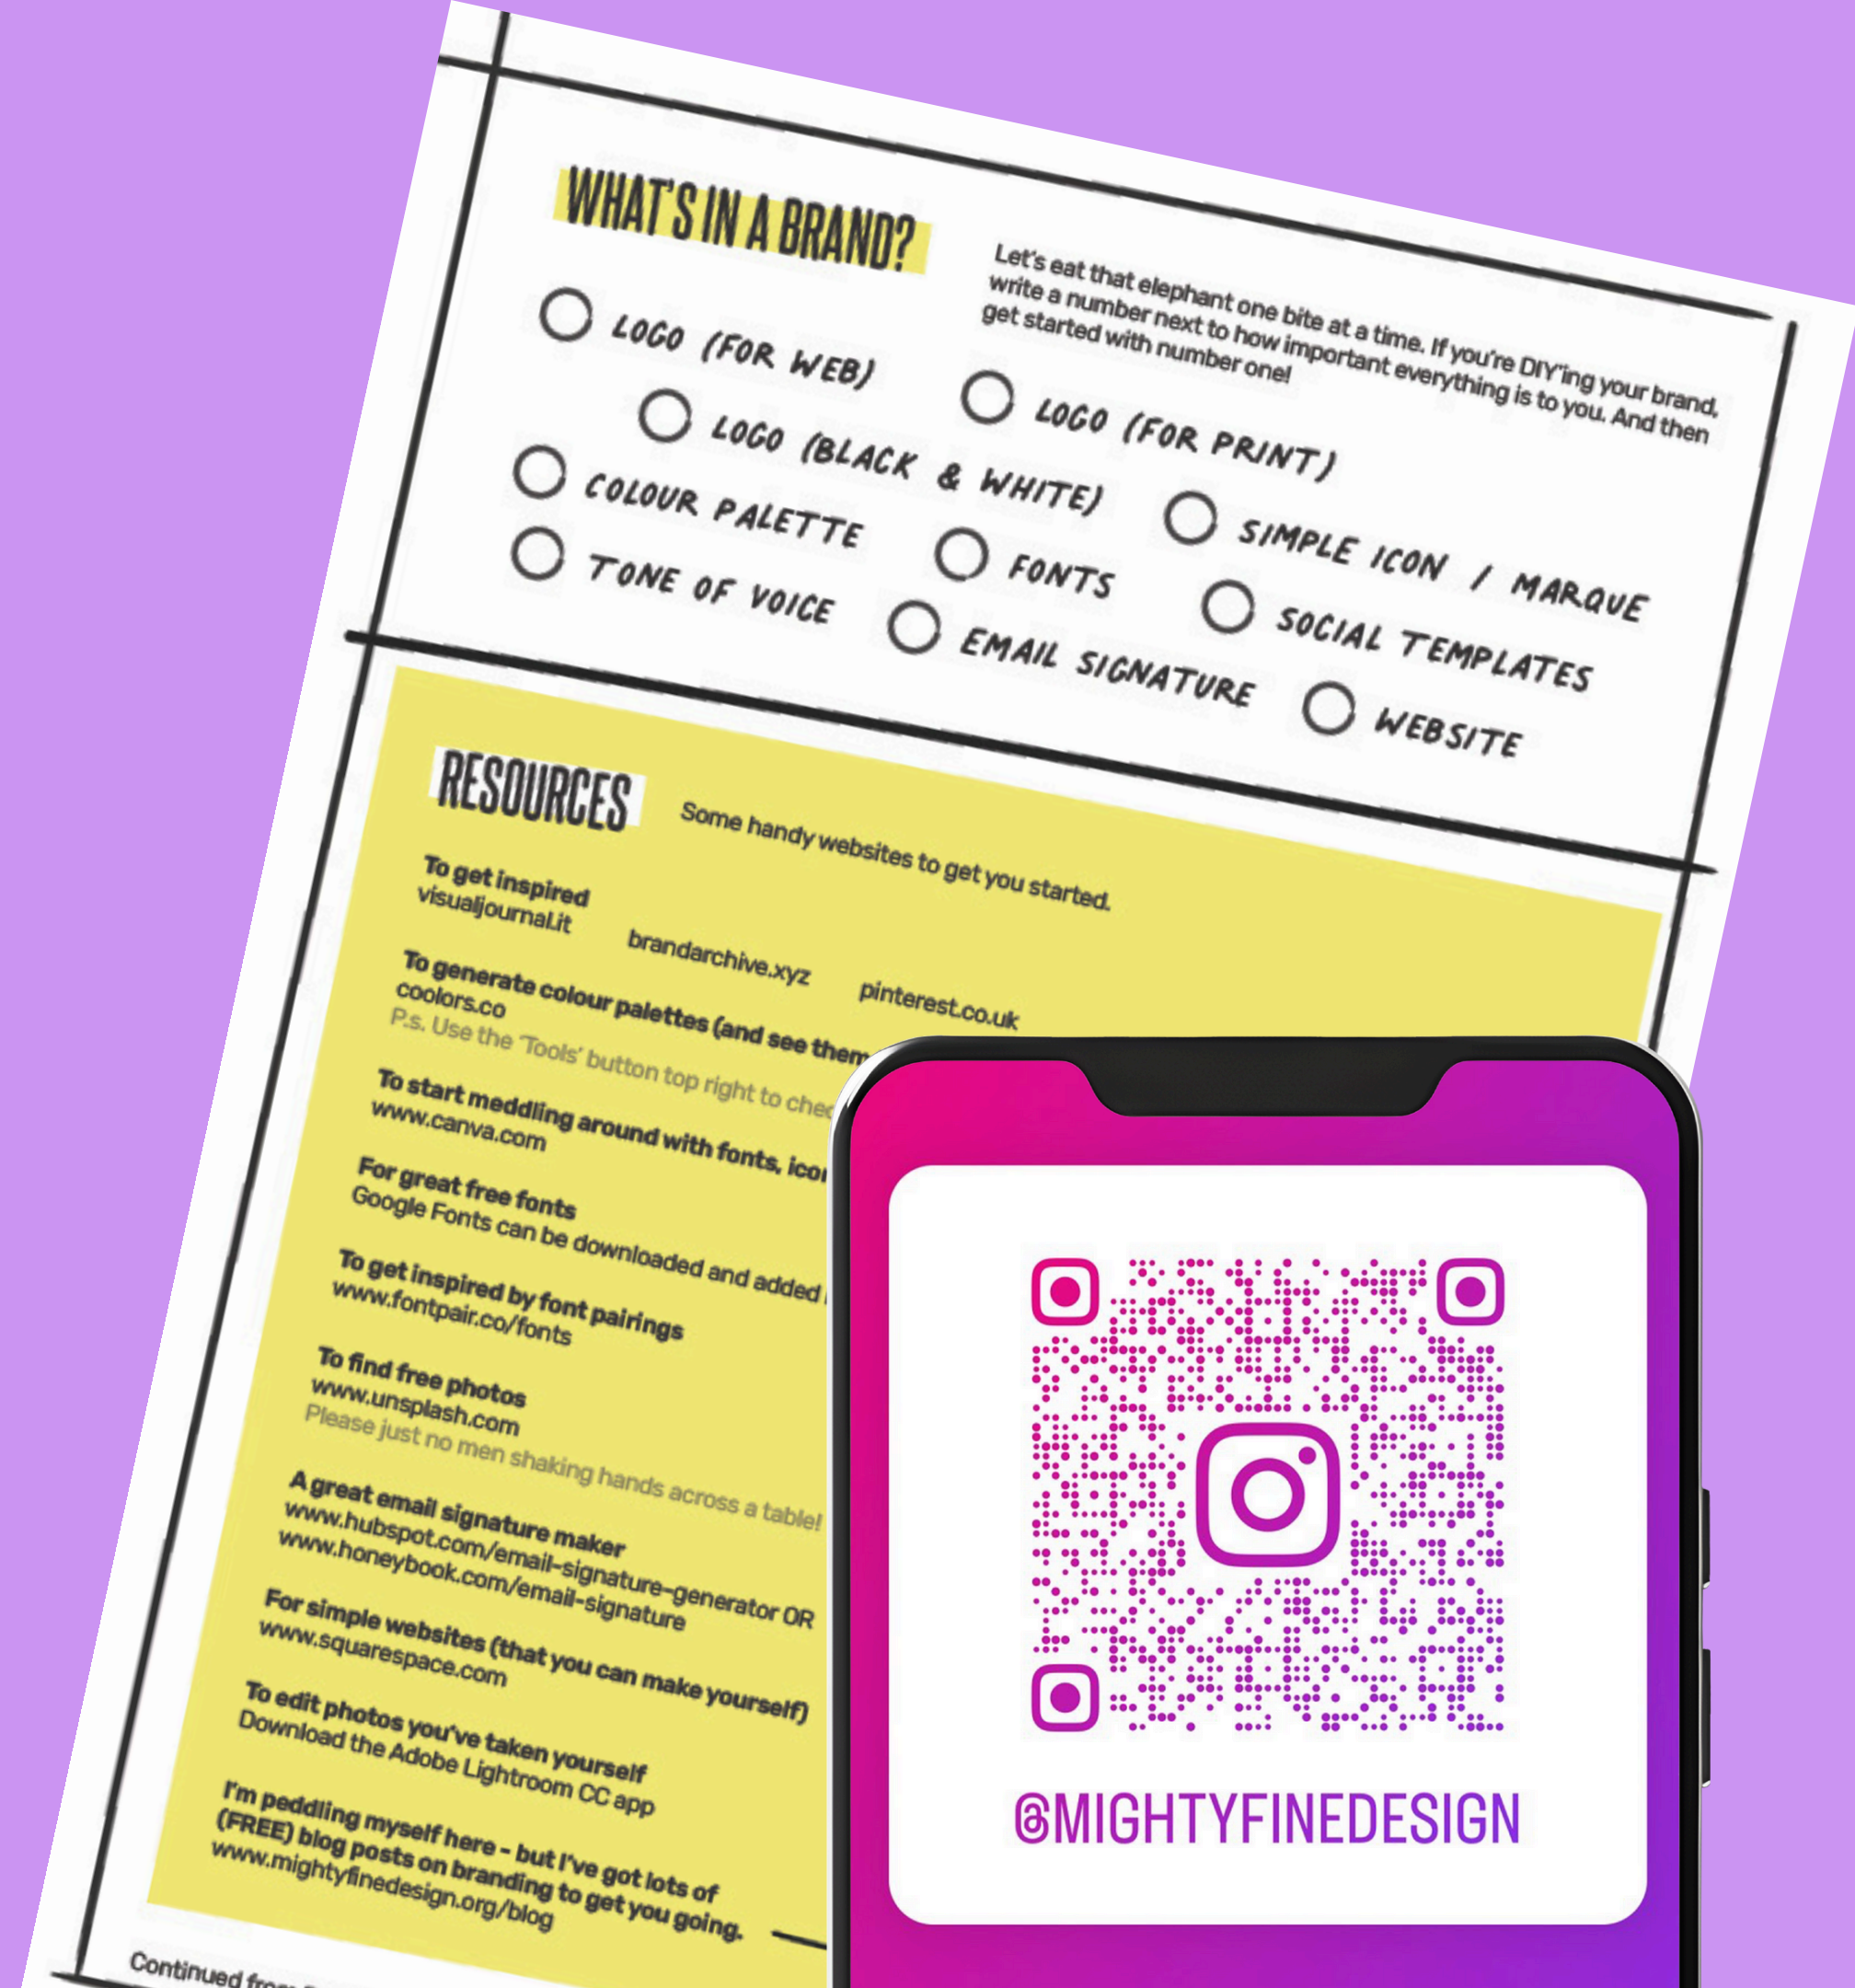 WHAT'S IN A BRAND?
Let's eat that elephant one bite at a time. If you're DIY'ing your brand,
write a number next to how important everything is to you. And then
get started with number one!
LOGO (FOR WEB)
LOGO (FOR PRINT)
LOGO (BLACK & WHITE)
SIMPLE ICON / MARQUE
COLOUR PALETTE
FONTS
SOCIAL TEMPLATES
TONE OF VOICE
EMAIL SIGNATURE
WEBSITE
RESOURCES
Some handy websites to get you started.
To get inspired
visualjournal.it
brandarchive.xyz
pinterest.co.uk
To generate colour palettes (and see them
coolors.co
P.s. Use the 'Tools' button top right to
To start meddling around with fonts,
www.canva.com
For great free fonts
Google Fonts can be downloaded and added
To get inspired by font pairings
www.fontpair.co/fonts
To find free photos
www.unsplash.com
Please just no men shaking hands across a table!
A great email signature maker
www.hubspot.com/email-signature-generator OR
www.honeybook.com/email-signature
For simple websites (that you can make yourself)
www.squarespace.com
To edit photos you've taken yourself
Download the Adobe Lightroom CC app
I'm peddling myself here - but I've got lots of
(FREE) blog posts on branding to get you going.
www.mightyfinedesign.org/blog
Continued
@MIGHTYFINEDESIGN